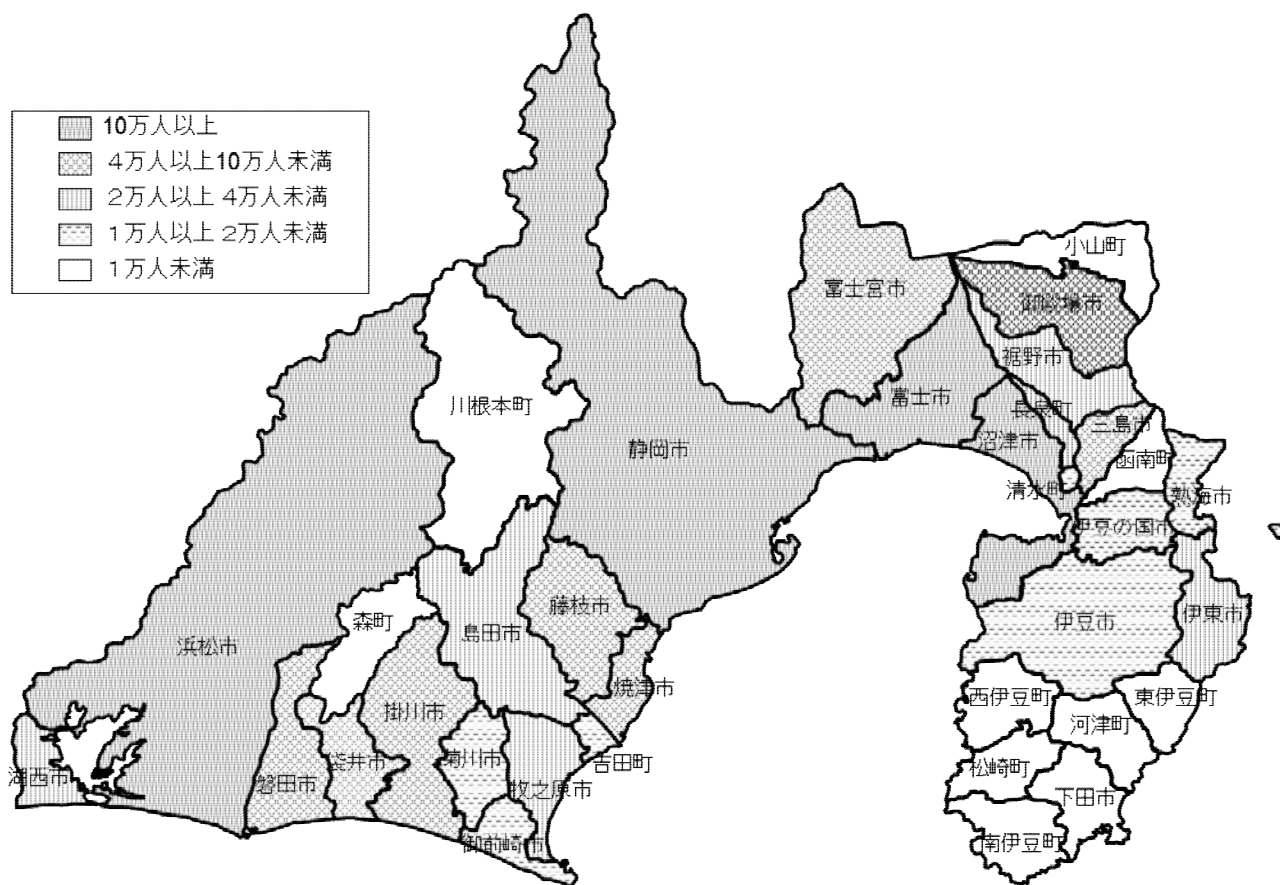 10万人以上
4万人以上10万人未満
2万人以上 4万人未満
1万人以上 2万人未満
1万人未満
小山町
富士宮市
御殿場市
裾野市
富士市
長泉町
三島市
川根本町
沼津市
静岡市
函南町
清水町
熱海市
伊豆の国市
藤枝市
森町
島田市
伊豆市
伊東市
浜松市
焼津市
西伊豆町
東伊豆町
掛川市
河津町
菊川市
袋井市
吉田町
湖西市
磐田市
牧之原市
松崎町
下田市
御前崎市
南伊豆町